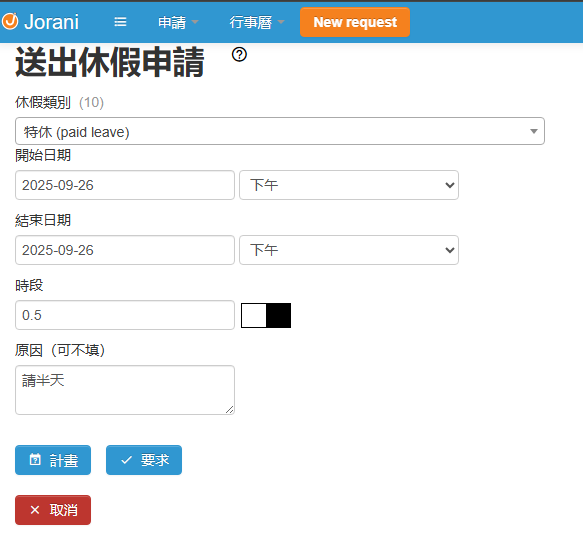 Jorani 申請 行事曆 New request
送出休假申請
休假類別 (10)
特休 (paid leave)
開始日期
2025-09-26 下午
結束日期
2025-09-26 下午
時段
0.5
原因（可不填）
請半天
計畫 要求
取消